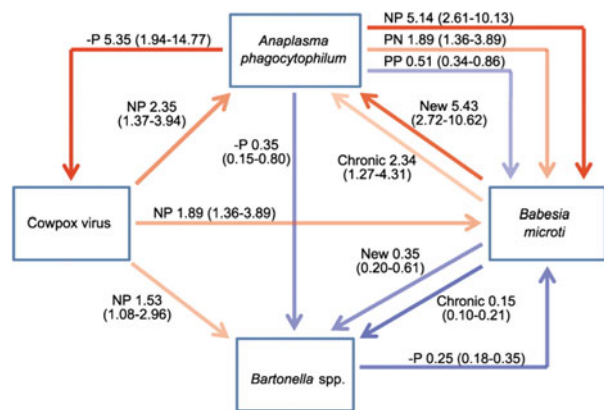 NP 5.14 (2.61-10.13)
-P 5.35 (1.94-14.77)
Anaplasma
phagocytophilum
PN 1.89 (1.36-3.89)
PP 0.51 (0.34-0.86)
NP 2.35
(1.37-3.94)
New 5.43
(2.72-10.62)
-P 0.35
(0.15-0.80)
Chronic 2.34
(1.27-4.31)
Cowpox virus
NP 1.89 (1.36-3.89)
Babesia
microti
New 0.35
(0.20-0.61)
NP 1.53
(1.08-2.96)
Chronic 0.15
(0.10-0.21)
Bartonella spp.
-P 0.25 (0.18-0.35)